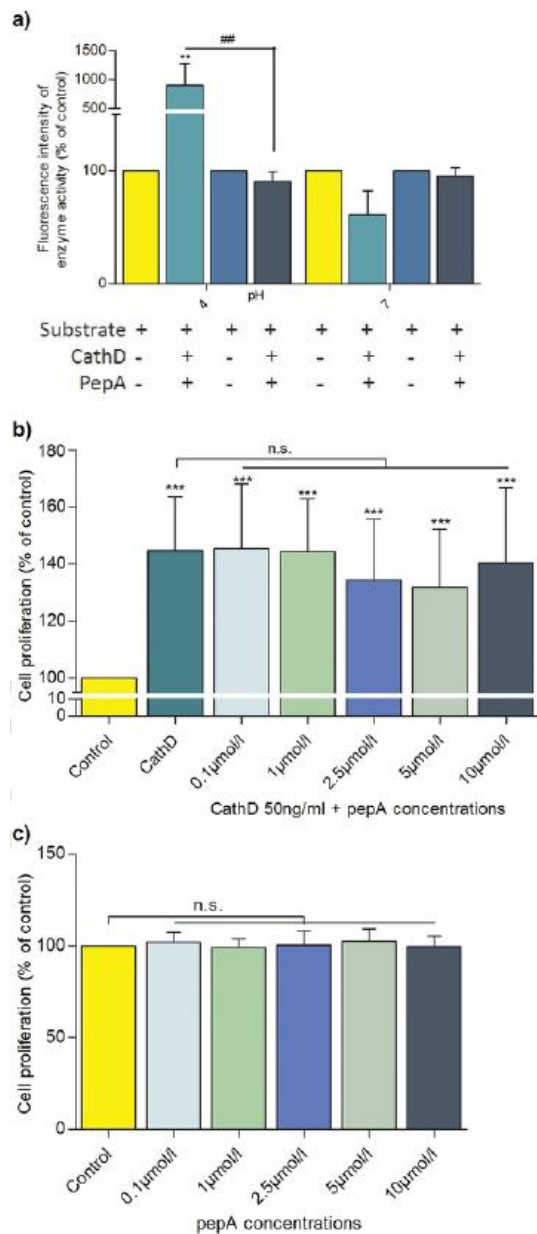 a)
Fluorescence intensity of
enzyme activity (% of control)
1500
1000
500
100
0
**
##
4 pH 7
Substrate + + + + + + + +
CathD - + - + - + - +
PepA - + - + - + - +
b)
Cell proliferation (% of control)
180
160
140
120
100
10
0
n.s.
*** *** *** *** *** ***
Control CathD 0.1µmol/l 1µmol/l 2.5µmol/l 5µmol/l 10µmol/l
CathD 50ng/ml + pepA concentrations
c)
Cell proliferation (% of control)
150
100
50
0
n.s.
Control 0.1µmol/l 1µmol/l 2.5µmol/l 5µmol/l 10µmol/l
pepA concentrations